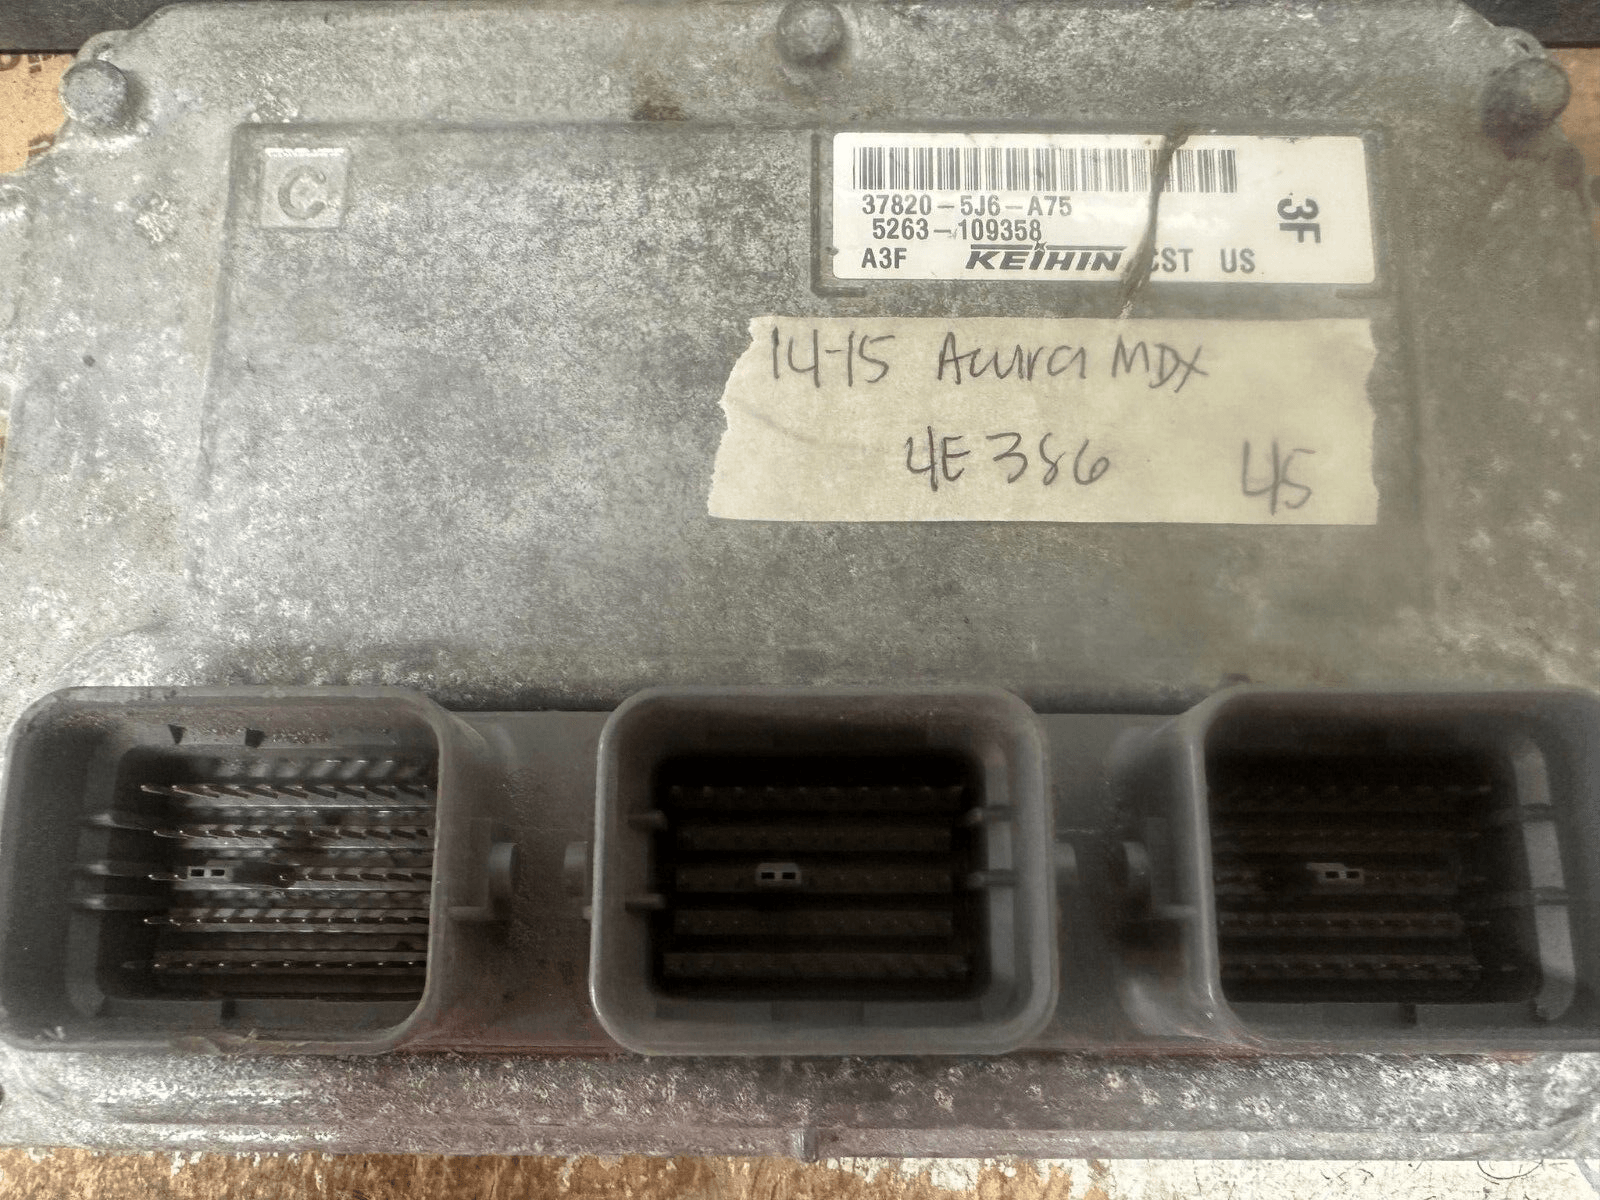 C
37820-5J6-A75
5263-109358
A3F KEIHIN CST US
3F
14-15 Acura MDX
4E386 45